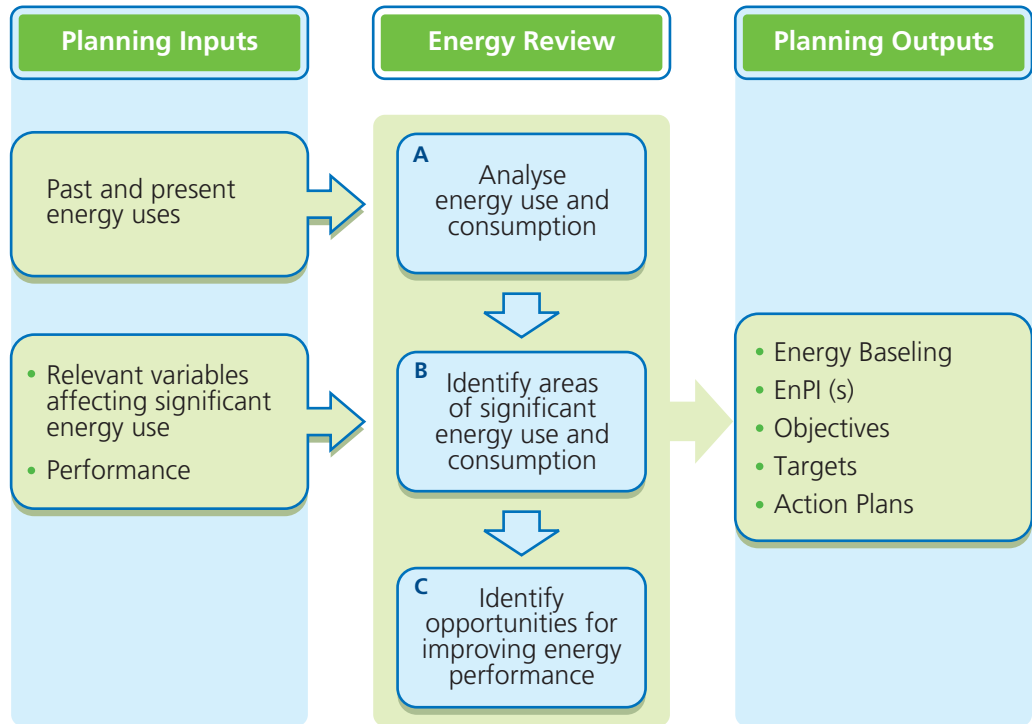 Planning Inputs
Energy Review
Planning Outputs
Past and present
energy uses
• Relevant variables
affecting significant
energy use
• Performance
A
Analyse
energy use and
consumption
B
Identify areas
of significant
energy use and
consumption
C
Identify
opportunities for
improving energy
performance
• Energy Baseling
• EnPI (s)
• Objectives
• Targets
• Action Plans